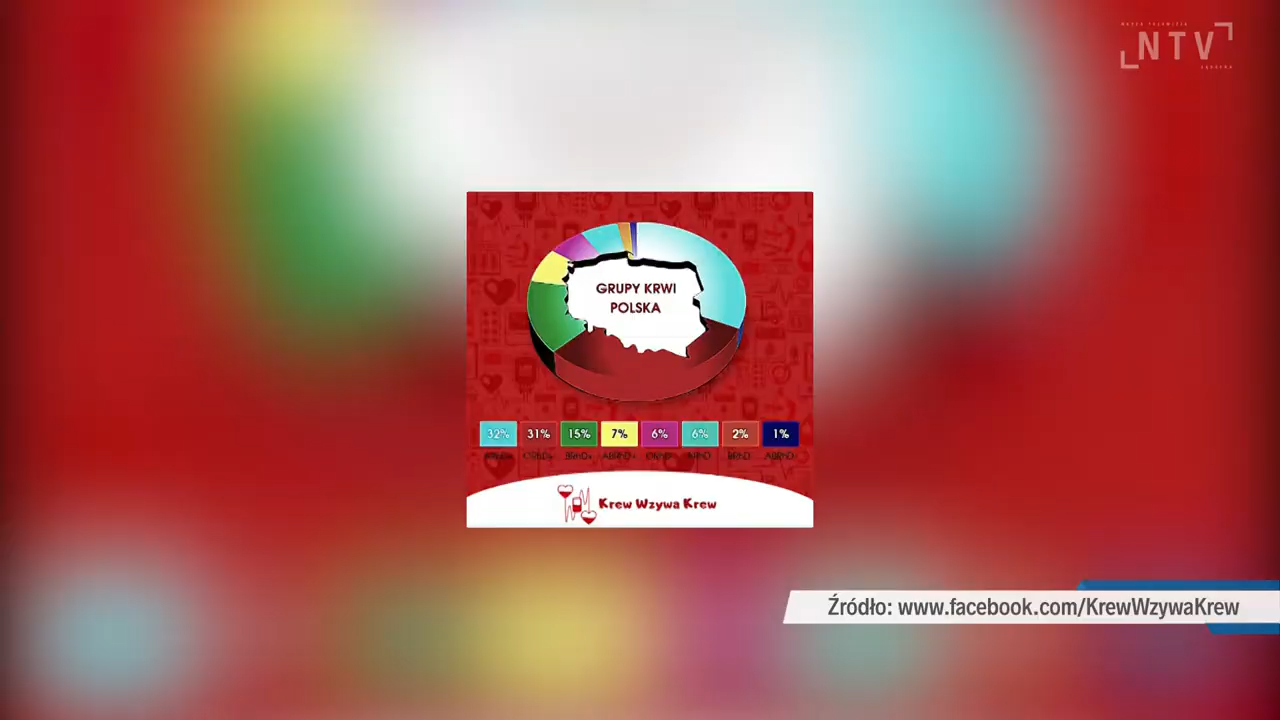 NTV
GRUPY KRWI
POLSKA
32% 31% 15% 7% 6% 6% 2% 1%
Krew Wzywa Krew
Źródło: www.facebook.com/KrewWzywaKrew